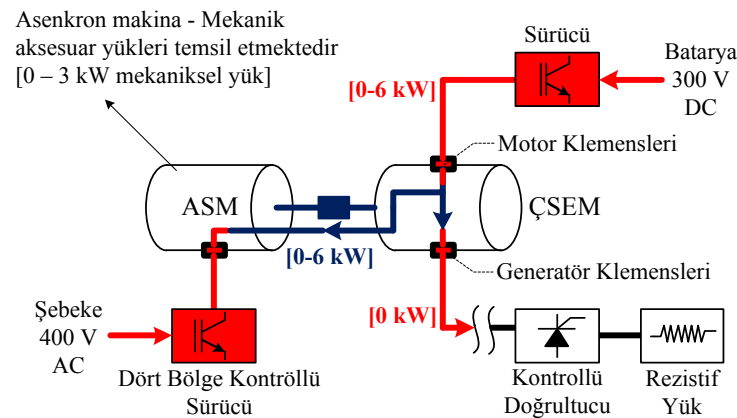 Asenkron makina - Mekanik
aksesuar yükleri temsil etmektedir
[0 – 3 kW mekaniksel yük]
Sürücü
Batarya
300 V
DC
[0-6 kW]
Motor Klemensleri
ASM
ÇSEM
[0-6 kW]
Generatör Klemensleri
Şebeke
400 V
AC
[0 kW]
Dört Bölge Kontröllü
Sürücü
Kontrollü
Doğrultucu
Rezistif
Yük